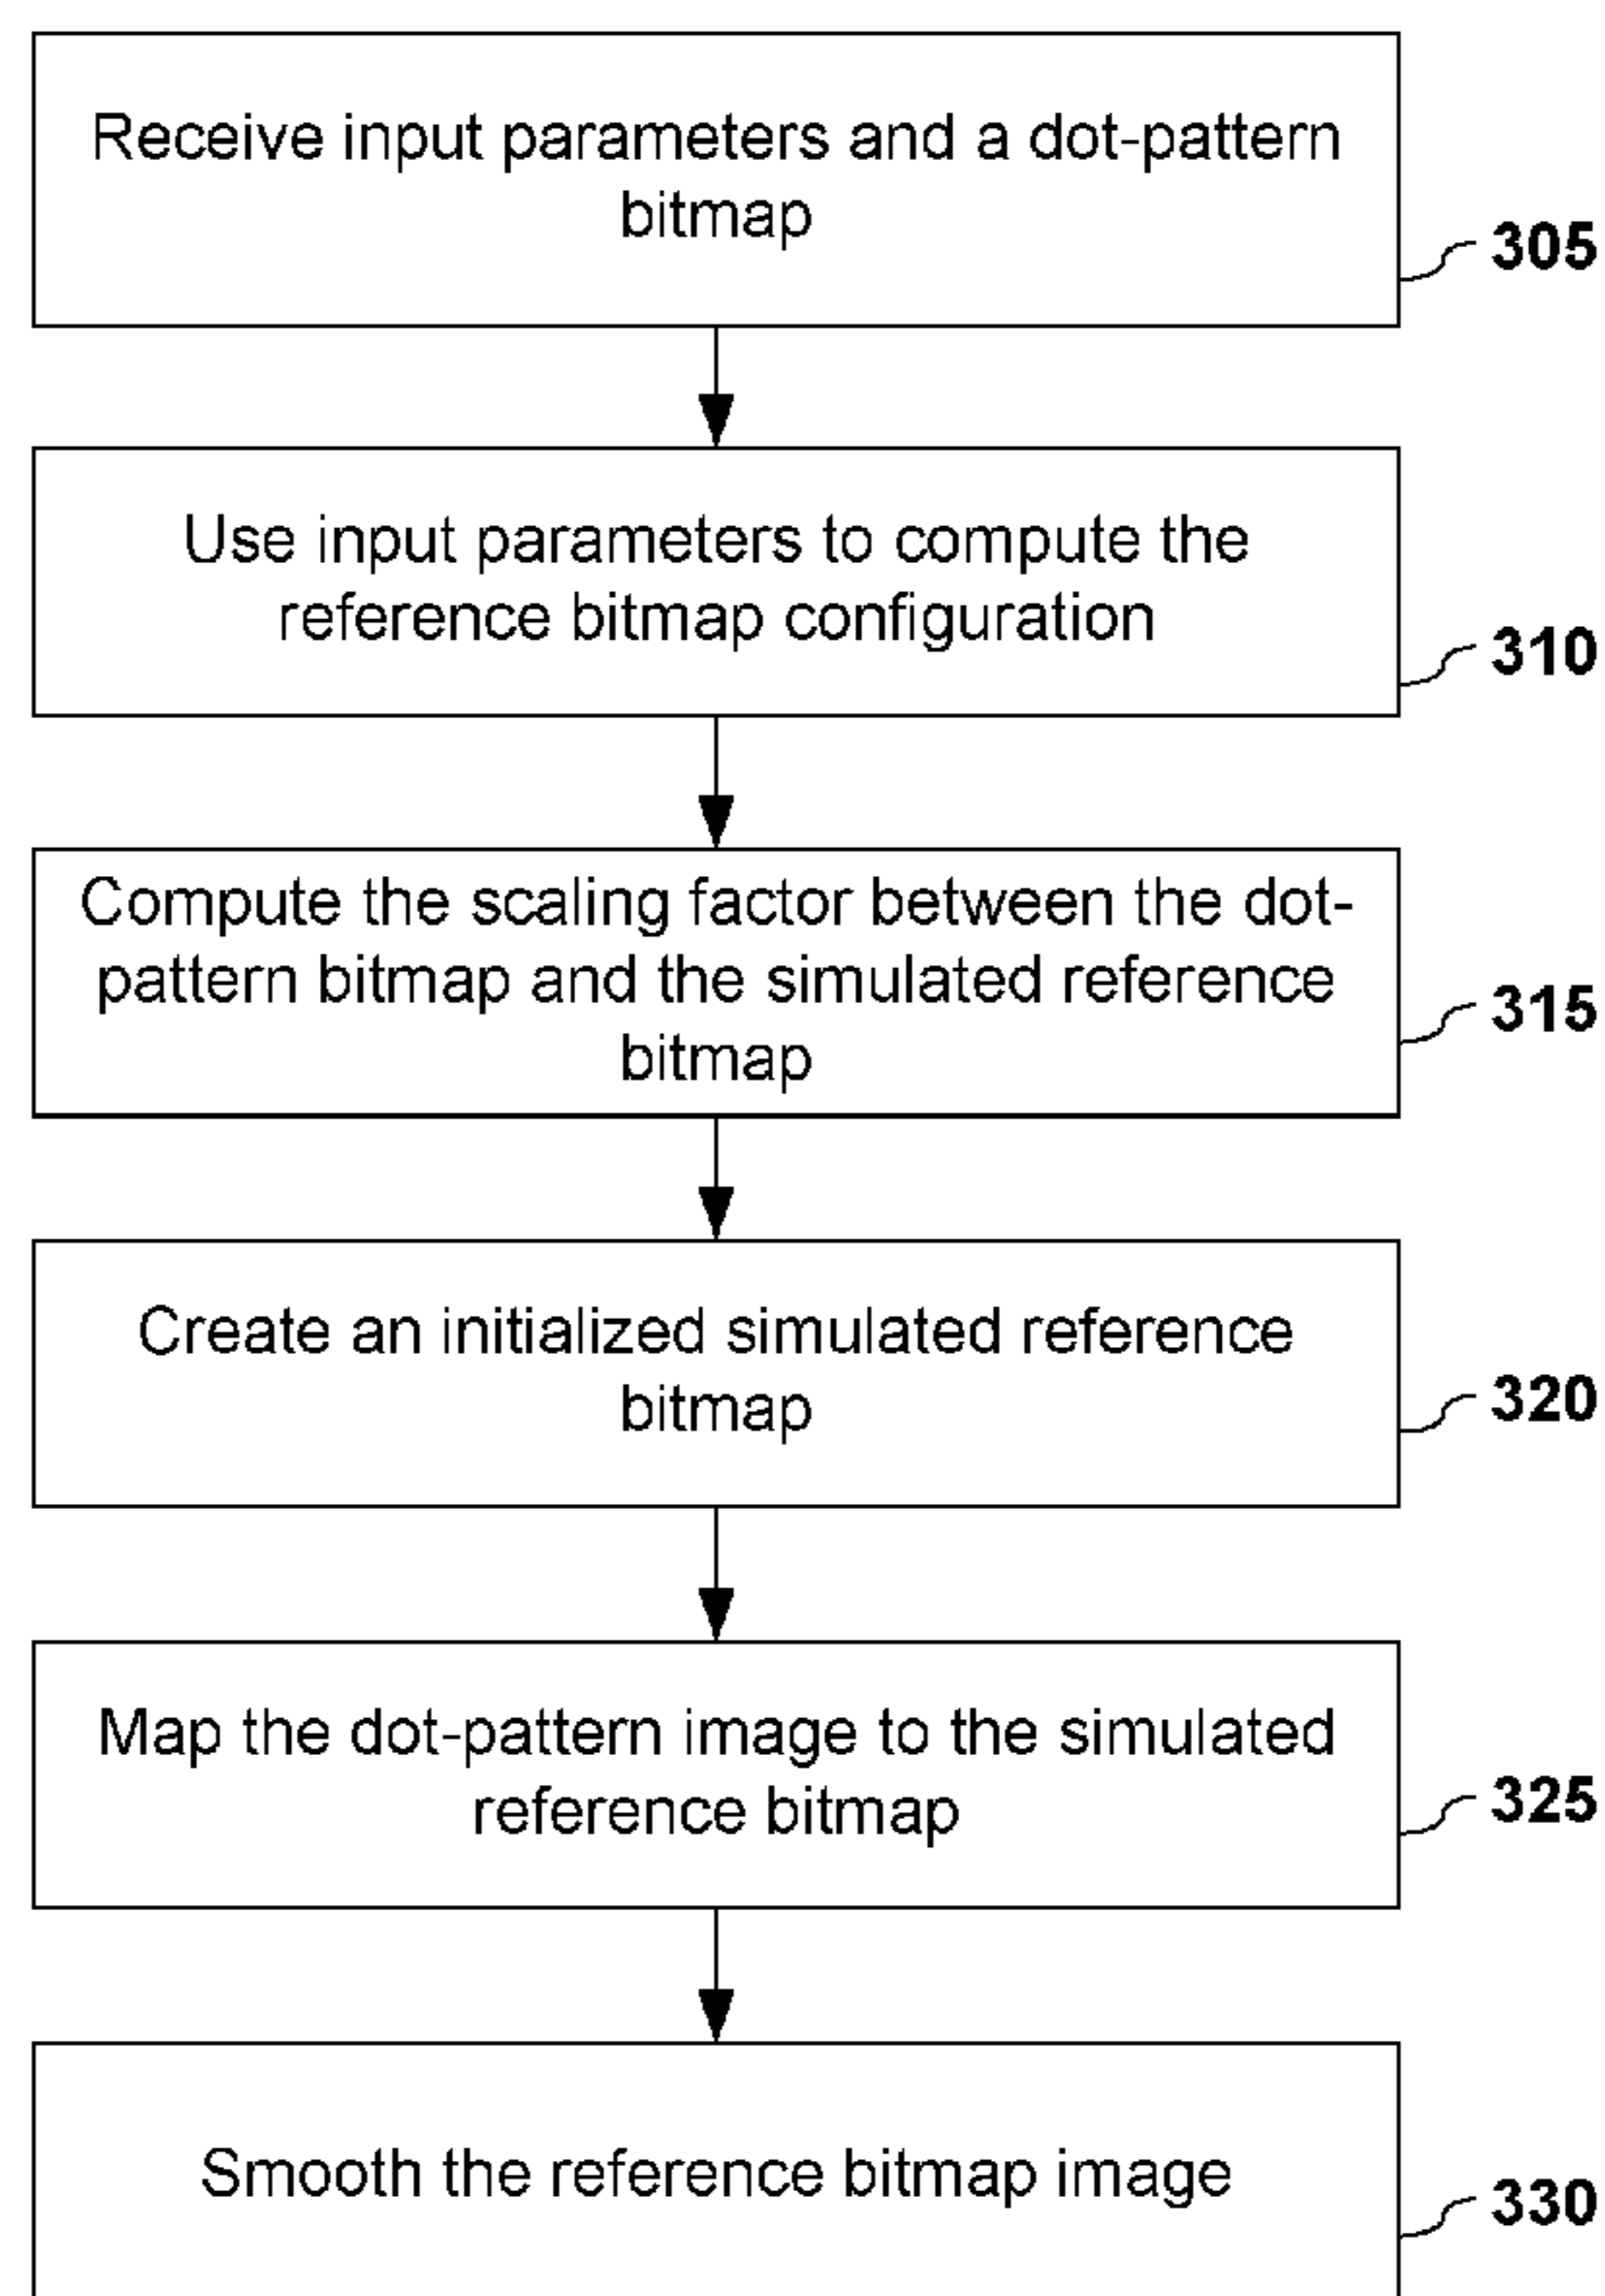 Receive input parameters and a dot-pattern
bitmap
305
Use input parameters to compute the
reference bitmap configuration
310
Compute the scaling factor between the dot-
pattern bitmap and the simulated reference
bitmap
315
Create an initialized simulated reference
bitmap
320
Map the dot-pattern image to the simulated
reference bitmap
325
Smooth the reference bitmap image
330